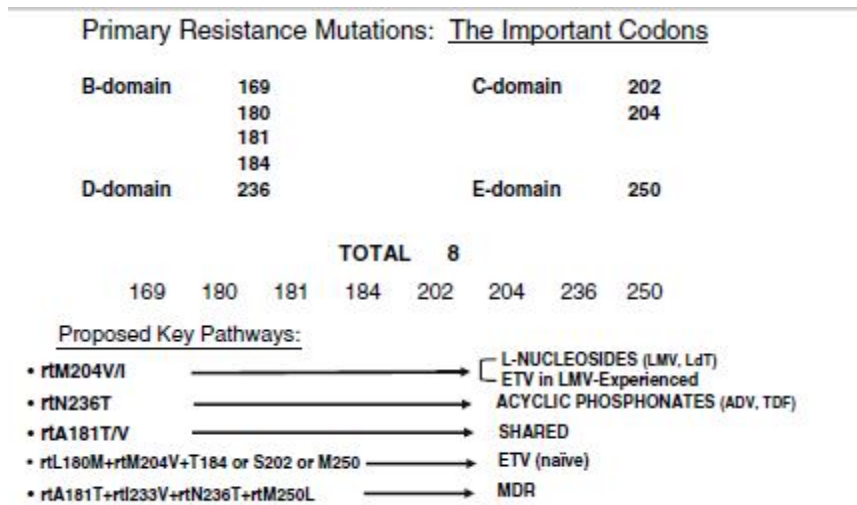 Primary Resistance Mutations: The Important Codons
B-domain 169 C-domain 202
180 204
181
184
D-domain 236 E-domain 250
TOTAL 8
169 180 181 184 202 204 236 250
Proposed Key Pathways:
• rtM204V/I L-NUCLEOSIDES (LMV, LdT)
ETV in LMV-Experienced
• rtN236T ACYCLIC PHOSPHONATES (ADV, TDF)
• rtA181T/V SHARED
• rtL180M+rtM204V+T184 or S202 or M250 ETV (naïve)
• rtA181T+rtI233V+rtN236T+rtM250L MDR